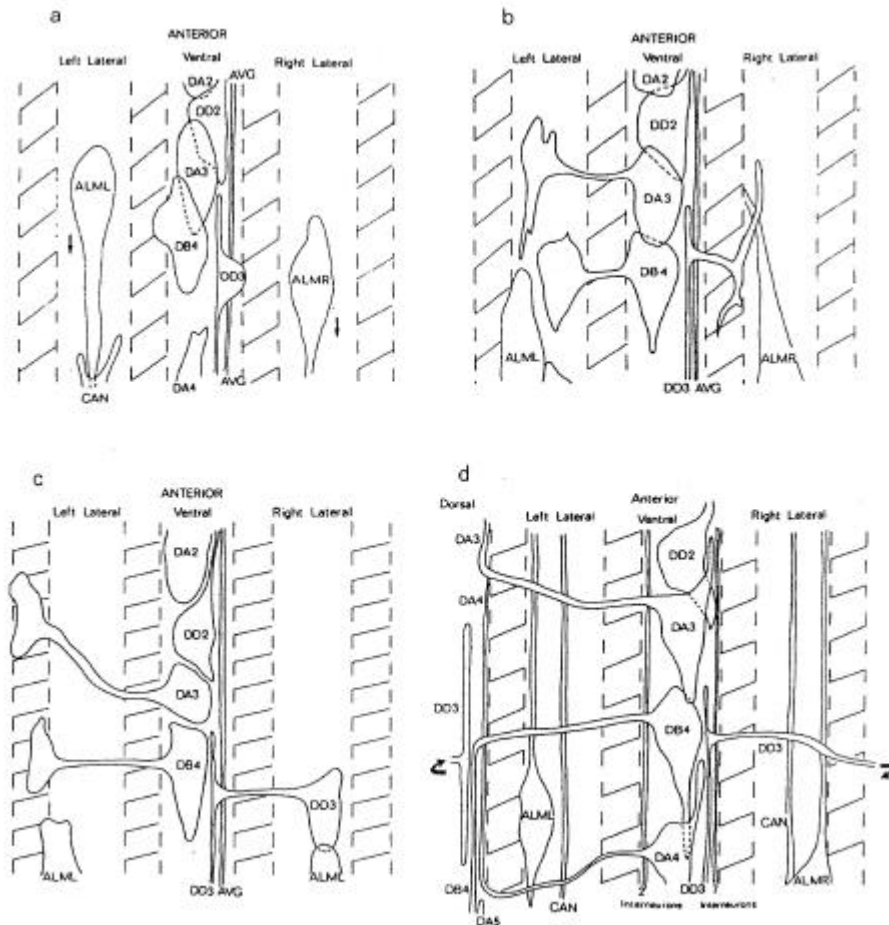 a
ANTERIOR
Left Lateral Ventral Right Lateral
DA2 AVG
DD2
DA3
ALML
DB4
DD3
ALMR
DA4 AVG
CAN
b
ANTERIOR
Left Lateral Ventral Right Lateral
DA2
DD2
DA3
DB4
ALML ALMR
DD3 AVG
c
ANTERIOR
Left Lateral Ventral Right Lateral
DA2
DD2
DA3
DB4
DD3
ALML ALML
DD3 AVG
d
Dorsal Anterior
Left Lateral Ventral Right Lateral
DA3
DD2
DA4
DA3
DD3
DB4
DD3
ALML CAN
DA4
ALMR
DB4 CAN 2 DD3 7
DA5 Interneurons Interneurons